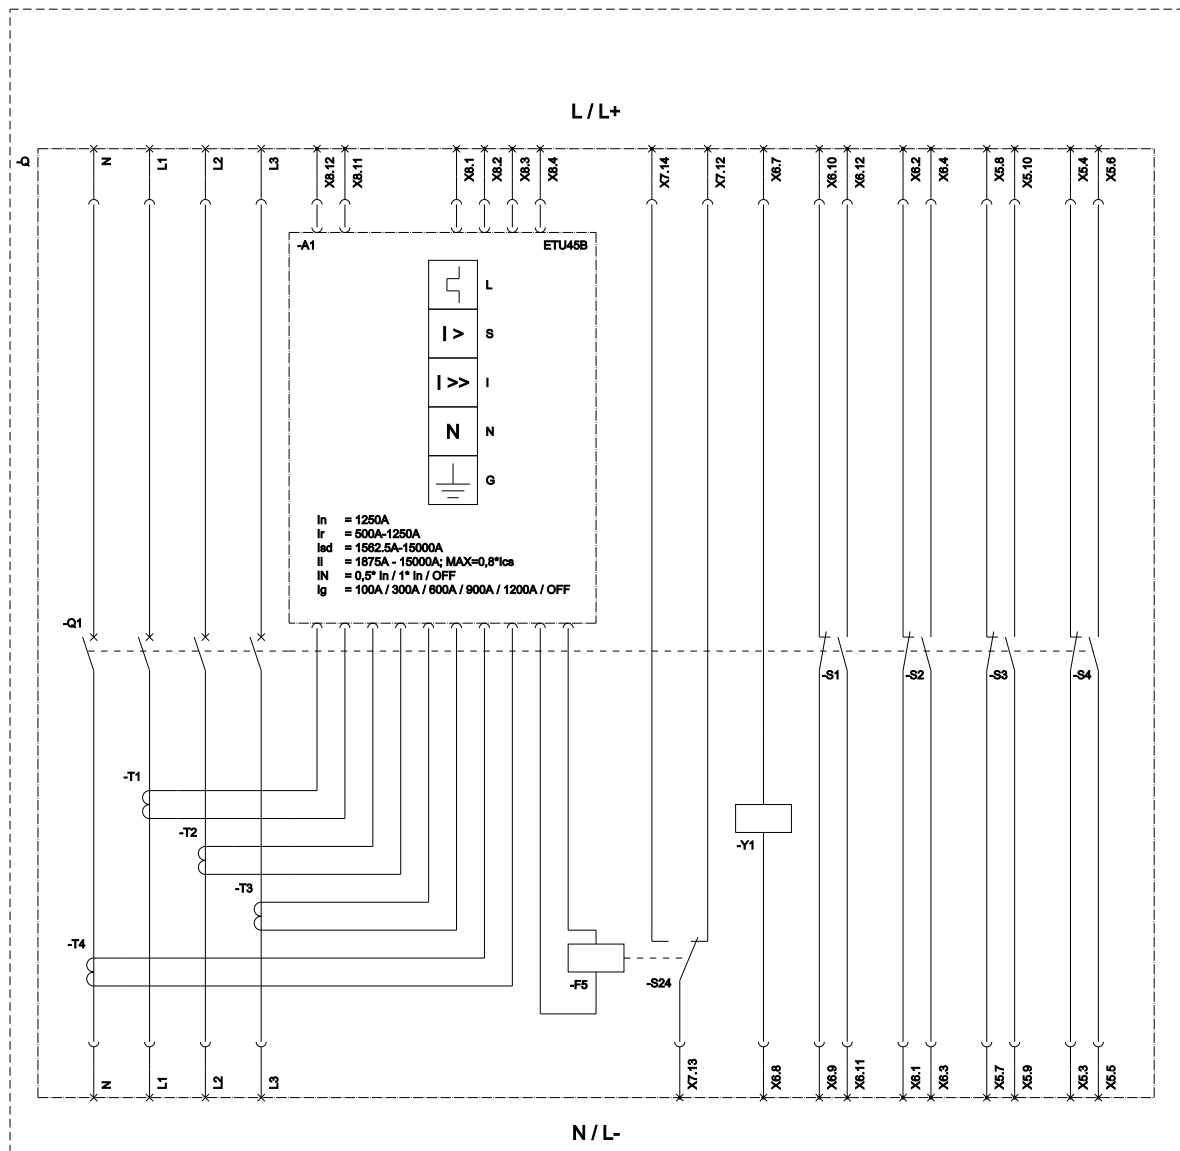 L / L+
-Q
N
L1
L2
L3
X8.12
X8.11
X8.1
X8.2
X8.3
X8.4
X7.14
X7.12
X6.7
X6.10
X6.12
X6.2
X6.4
X5.8
X5.10
X5.4
X5.6
-A1
ETU45B
L
I > S
I >> I
N N
G
In = 1250A
Ir = 500A-1250A
Isd = 1562.5A-15000A
Ii = 1875A - 15000A; MAX=0,8*Ics
IN = 0,5* In / 1* In / OFF
Ig = 100A / 300A / 600A / 900A / 1200A / OFF
-Q1
-S1
-S2
-S3
-S4
-T1
-T2
-T3
-T4
-Y1
-F5
-S24
N
L1
L2
L3
X7.13
X6.8
X6.9
X6.11
X6.1
X6.3
X5.7
X5.9
X5.3
X5.5
N / L-